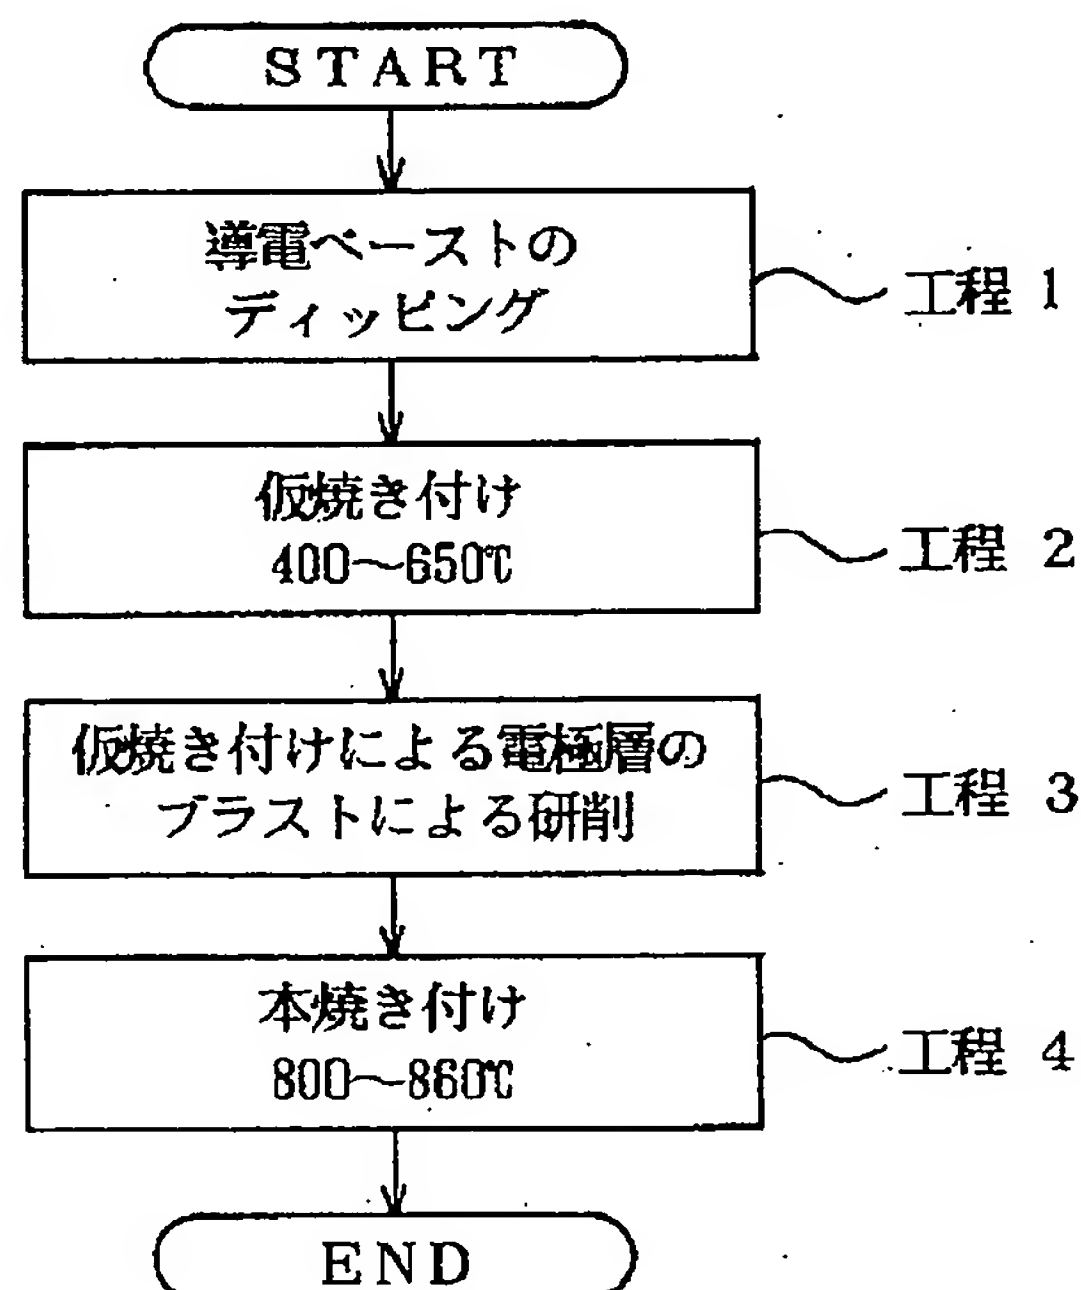 START
導電ペーストの
ディッピング
工程 1
仮焼き付け
400～650℃
工程 2
仮焼き付けによる電極層の
ブラストによる研削
工程 3
本焼き付け
800～860℃
工程 4
END